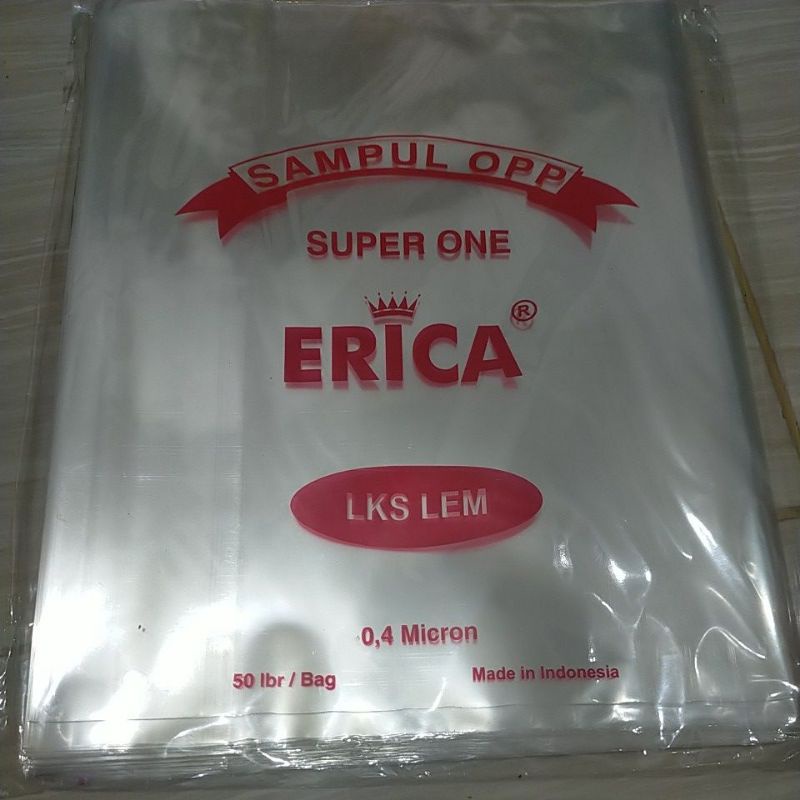 SAMPUL OPP
SUPER ONE
ERICA®
LKS LEM
0,4 Micron
50 lbr / Bag
Made in Indonesia